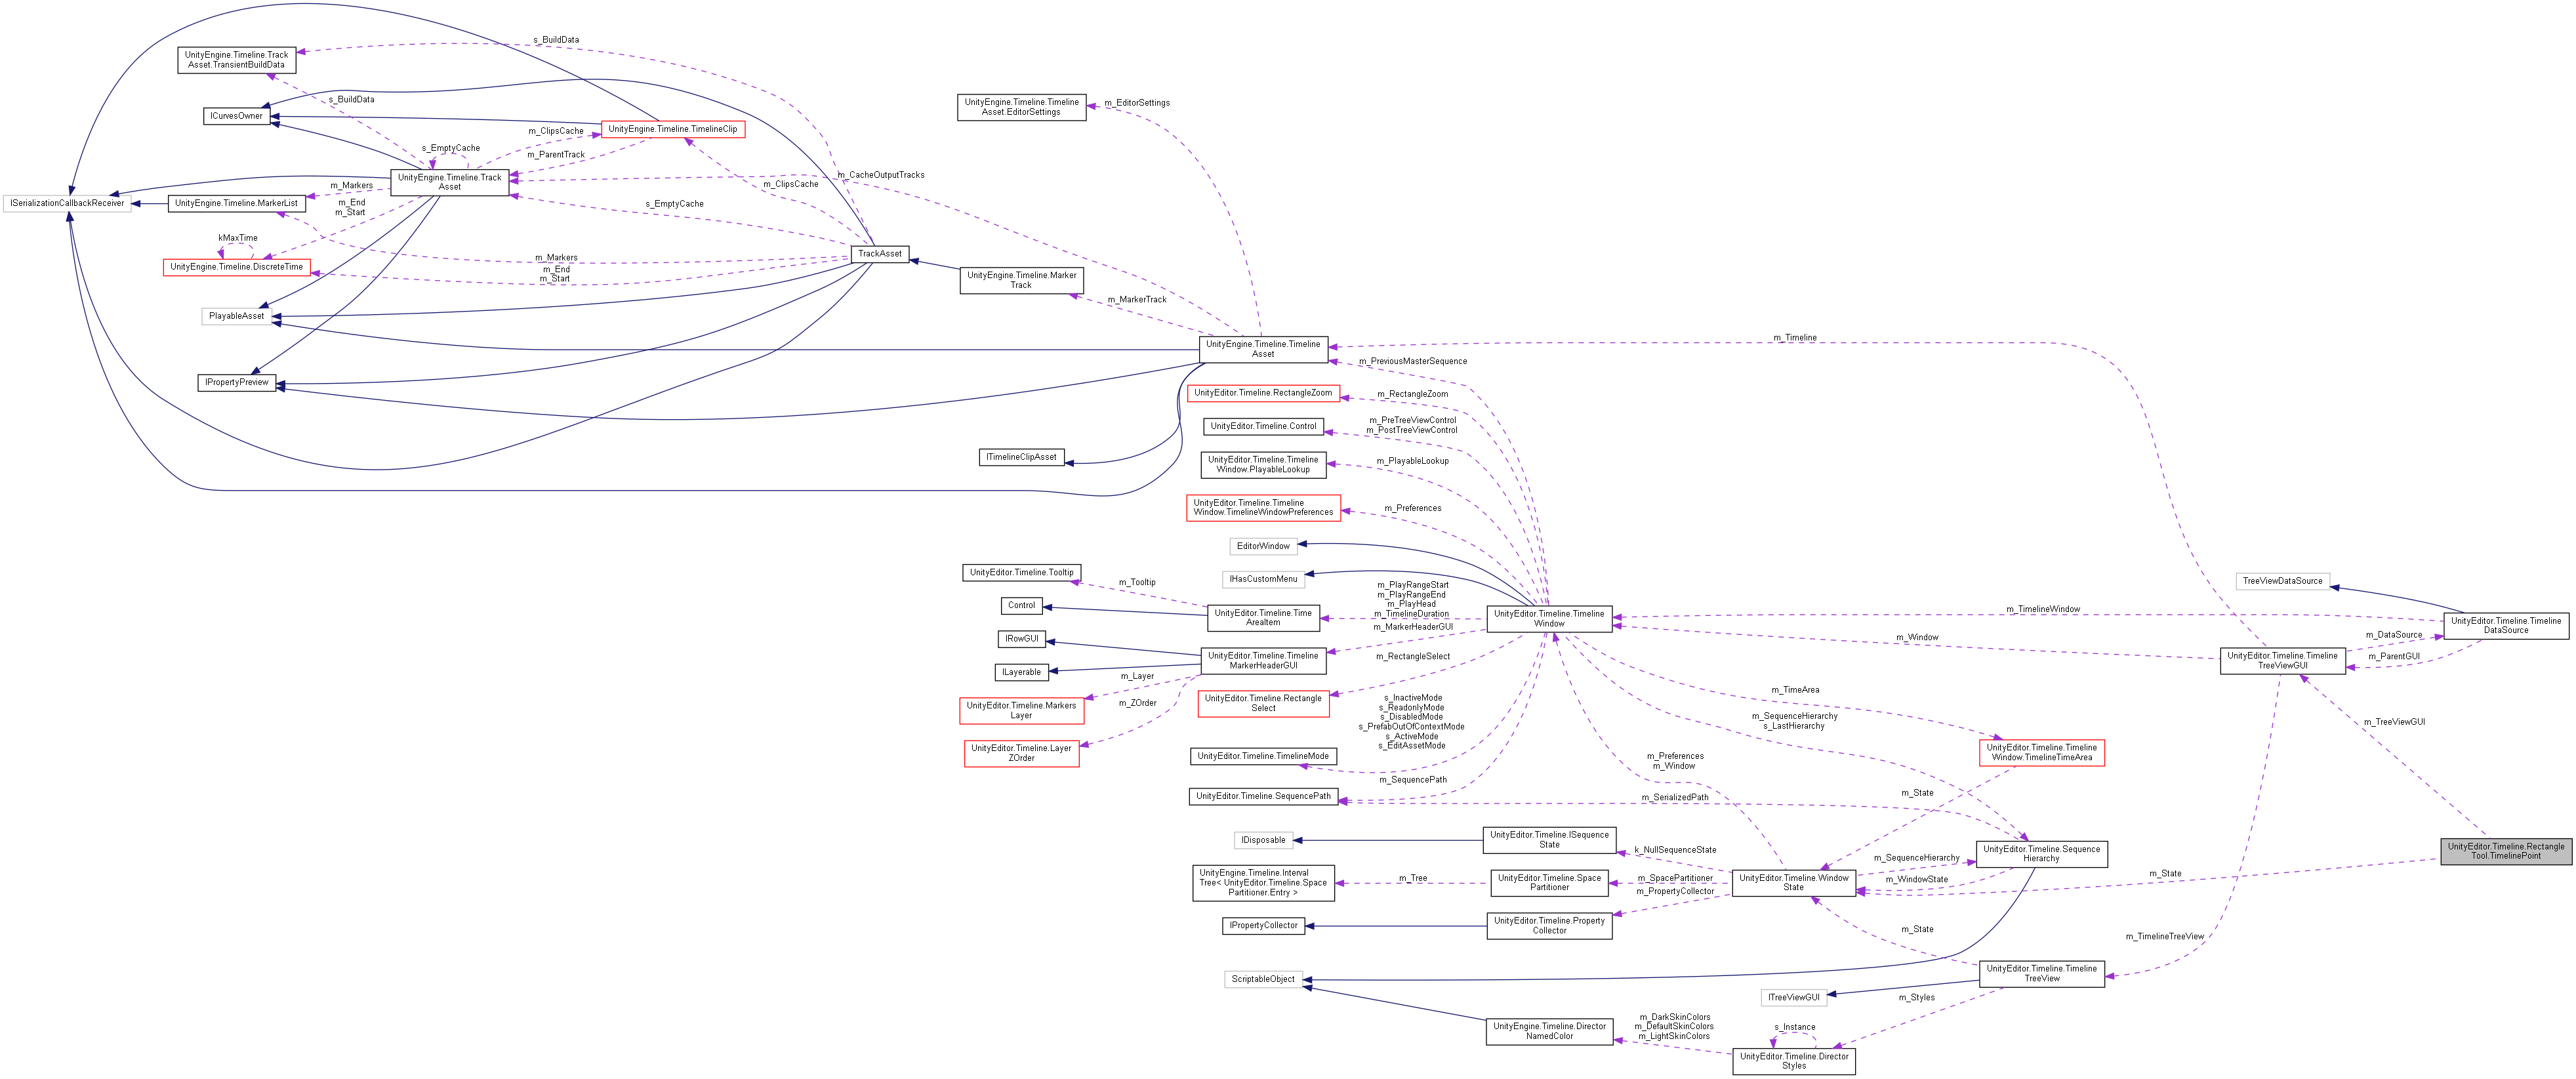 s_BuildData
UnityEngine.Timeline.Track
Asset.TransientBuildData
s_BuildData
ICurvesOwner
m_ClipsCache
UnityEngine.Timeline.TimelineClip
s_EmptyCache
m_ParentTrack
UnityEngine.Timeline.Track
Asset
m_Markers
m_ClipsCache
m_CacheOutputTracks
ISerializationCallbackReceiver
UnityEngine.Timeline.MarkerList
m_End
m_Start
s_EmptyCache
kMaxTime
UnityEngine.Timeline.DiscreteTime
m_Markers
m_End
m_Start
TrackAsset
UnityEngine.Timeline.Marker
Track
PlayableAsset
IPropertyPreview
UnityEngine.Timeline.Timeline
Asset.EditorSettings
m_EditorSettings
m_MarkerTrack
UnityEngine.Timeline.Timeline
Asset
ITimelineClipAsset
m_Timeline
m_PreviousMasterSequence
UnityEditor.Timeline.RectangleZoom
m_RectangleZoom
UnityEditor.Timeline.Control
m_PreTreeViewControl
m_PostTreeViewControl
UnityEditor.Timeline.Timeline
Window.PlayableLookup
m_PlayableLookup
UnityEditor.Timeline.Timeline
Window.TimelineWindowPreferences
m_Preferences
EditorWindow
IHasCustomMenu
UnityEditor.Timeline.Tooltip
m_Tooltip
Control
UnityEditor.Timeline.Time
AreaItem
m_PlayRangeStart
m_PlayRangeEnd
m_PlayHead
m_TimelineDuration
UnityEditor.Timeline.Timeline
Window
IRowGUI
ILayerable
UnityEditor.Timeline.Timeline
MarkerHeaderGUI
m_MarkerHeaderGUI
m_Layer
UnityEditor.Timeline.Markers
Layer
m_ZOrder
UnityEditor.Timeline.Layer
ZOrder
UnityEditor.Timeline.Rectangle
Select
m_RectangleSelect
s_InactiveMode
s_ReadonlyMode
s_DisabledMode
s_PrefabOutOfContextMode
s_ActiveMode
s_EditAssetMode
UnityEditor.Timeline.TimelineMode
UnityEditor.Timeline.SequencePath
m_SequencePath
m_SerializedPath
TreeViewDataSource
m_TimelineWindow
UnityEditor.Timeline.Timeline
DataSource
m_Window
m_DataSource
m_ParentGUI
UnityEditor.Timeline.Timeline
TreeViewGUI
m_TimeArea
m_SequenceHierarchy
s_LastHierarchy
m_Preferences
m_Window
UnityEditor.Timeline.Timeline
Window.TimelineTimeArea
m_TreeViewGUI
m_State
IDisposable
UnityEditor.Timeline.ISequence
State
k_NullSequenceState
m_SequenceHierarchy
m_WindowState
UnityEditor.Timeline.Sequence
Hierarchy
UnityEditor.Timeline.Rectangle
Tool.TimelinePoint
m_State
UnityEngine.Timeline.Interval
Tree< UnityEditor.Timeline.Space
Partitioner.Entry >
m_Tree
UnityEditor.Timeline.Space
Partitioner
m_SpacePartitioner
m_PropertyCollector
UnityEditor.Timeline.Window
State
IPropertyCollector
UnityEditor.Timeline.Property
Collector
m_State
m_TimelineTreeView
ScriptableObject
UnityEditor.Timeline.Timeline
TreeView
ITreeViewGUI
m_Styles
UnityEngine.Timeline.Director
NamedColor
m_DarkSkinColors
m_DefaultSkinColors
m_LightSkinColors
s_Instance
UnityEditor.Timeline.Director
Styles